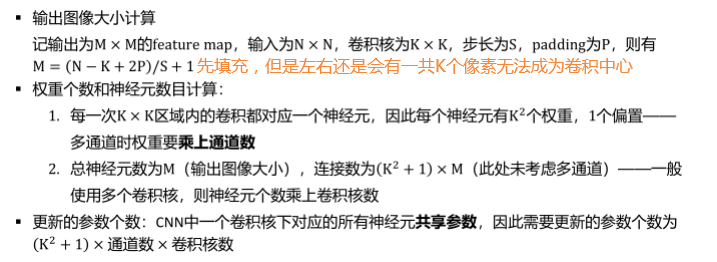 ▪ 输出图像大小计算
记输出为M × M的feature map，输入为N × N，卷积核为K × K，步长为S，padding为P，则有
M = (N − K + 2P)/S + 1 先填充，但是左右还是会有一共K个像素无法成为卷积中心
▪ 权重个数和神经元数目计算：
1. 每一次K × K区域内的卷积都对应一个神经元，因此每个神经元有K²个权重，1个偏置——
多通道时权重要乘上通道数
2. 总神经元数为M（输出图像大小），连接数为(K² + 1) × M（此处未考虑多通道）——一般
使用多个卷积核，则神经元个数乘上卷积核数
▪ 更新的参数个数：CNN中一个卷积核下对应的所有神经元共享参数，因此需要更新的参数个数为
(K² + 1) × 通道数 × 卷积核数